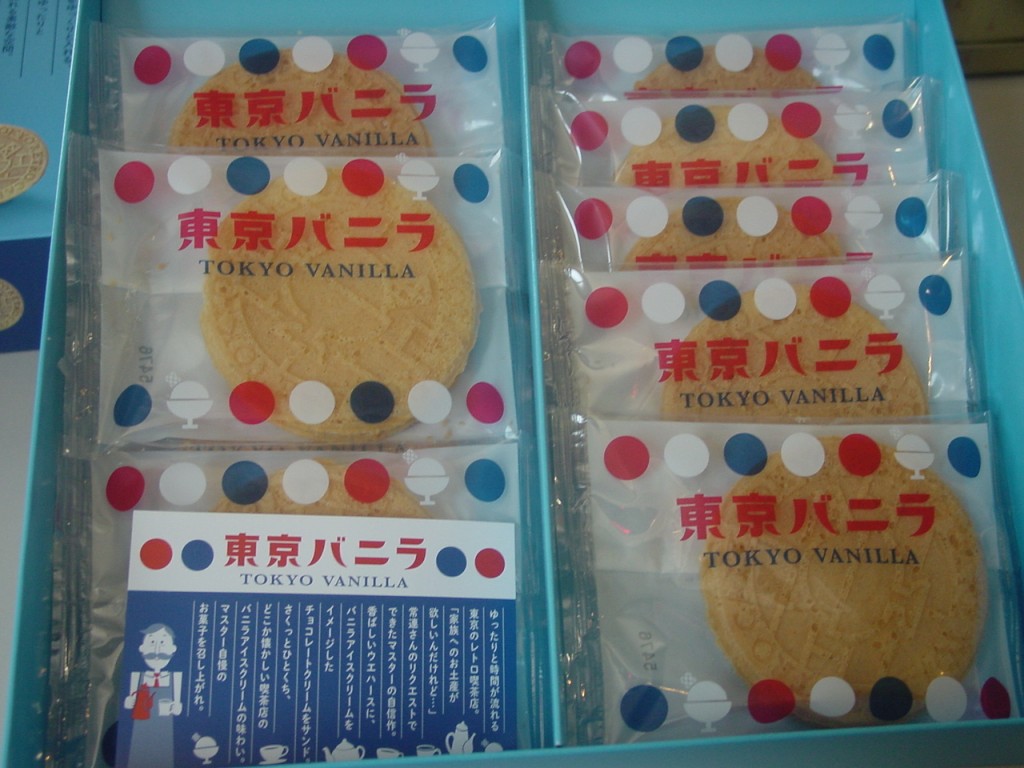 東京バニラ
TOKYO VANILLA
東京バニラ
TOKYO VANILLA
東京バニラ
TOKYO VANILLA
ゆったりと時間が流れる
東京のレトロ喫茶店。
「家族へのお土産が
欲しいんだけれど…」
常連さんのリクエストで
できたマスターの自信作。
香ばしいウエハースに、
バニラアイスクリームを
イメージした
チョコレートクリームをサンド。
さくっとひとくち、
どこか懐かしい喫茶店の
バニラアイスクリームの味わい。
マスター自慢の
お菓子を召し上がれ。
東京バニラ
東京バニラ
東京バニラ
TOKYO VANILLA
東京バニラ
TOKYO VANILLA